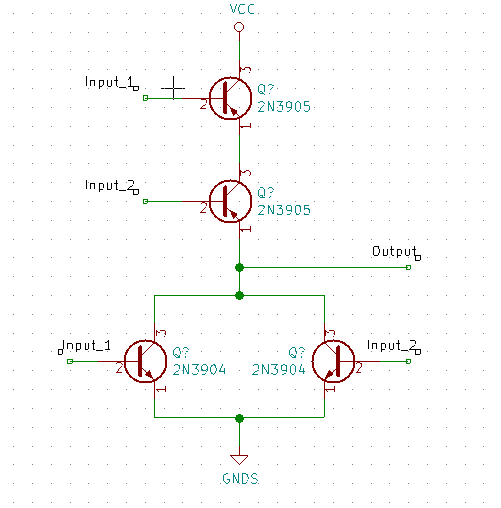 VCC
3
Input_1
Q?
2
2N3905
1
3
Input_2
Q?
2
2N3905
1
Output
3
3
Input_1
Q?
Q?
Input_2
2
2N3904
2N3904
2
1
1
GNDS